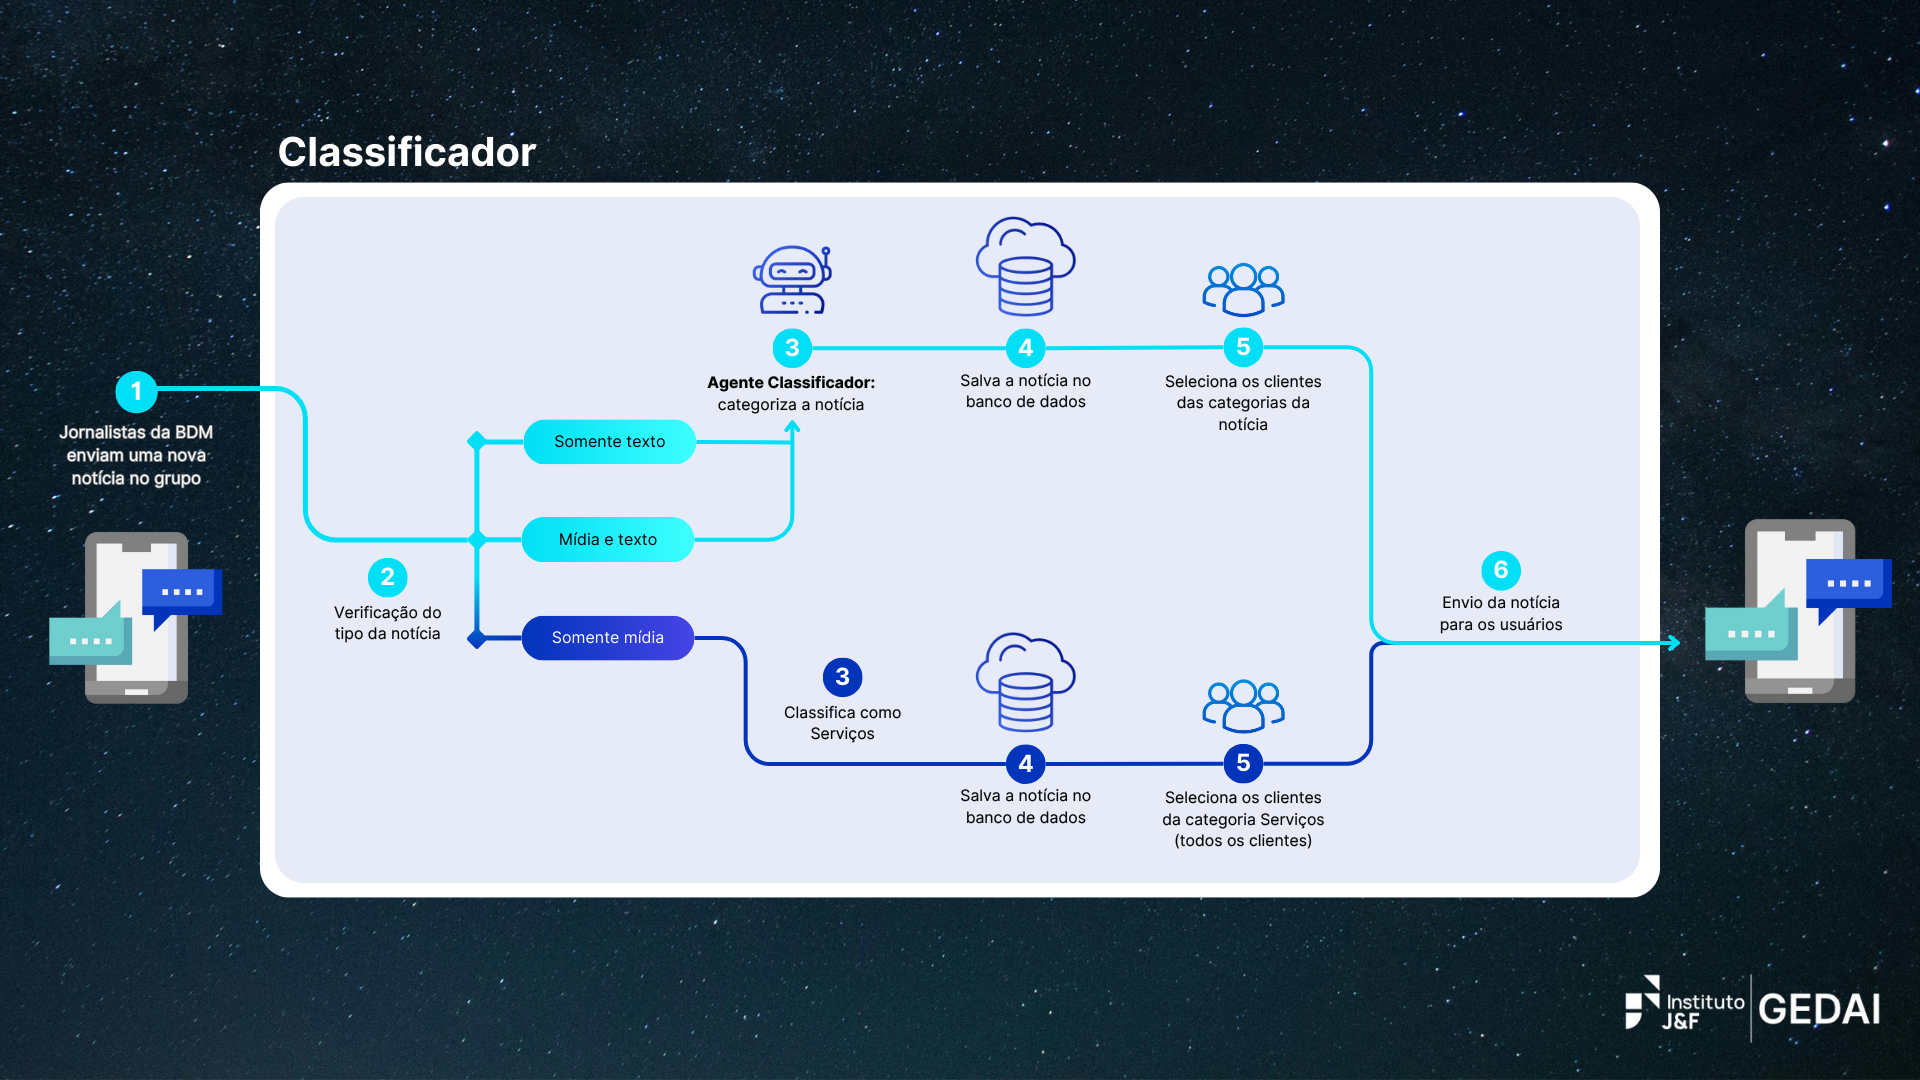 Classificador
1
Jornalistas da BDM
enviam uma nova
notícia no grupo
2
Verificação do
tipo da notícia
Somente texto
Mídia e texto
Somente mídia
3
Agente Classificador:
categoriza a notícia
4
Salva a notícia no
banco de dados
5
Seleciona os clientes
das categorias da
notícia
3
Classifica como
Serviços
4
Salva a notícia no
banco de dados
5
Seleciona os clientes
da categoria Serviços
(todos os clientes)
6
Envio da notícia
para os usuários
Instituto
J&F
GEDAI